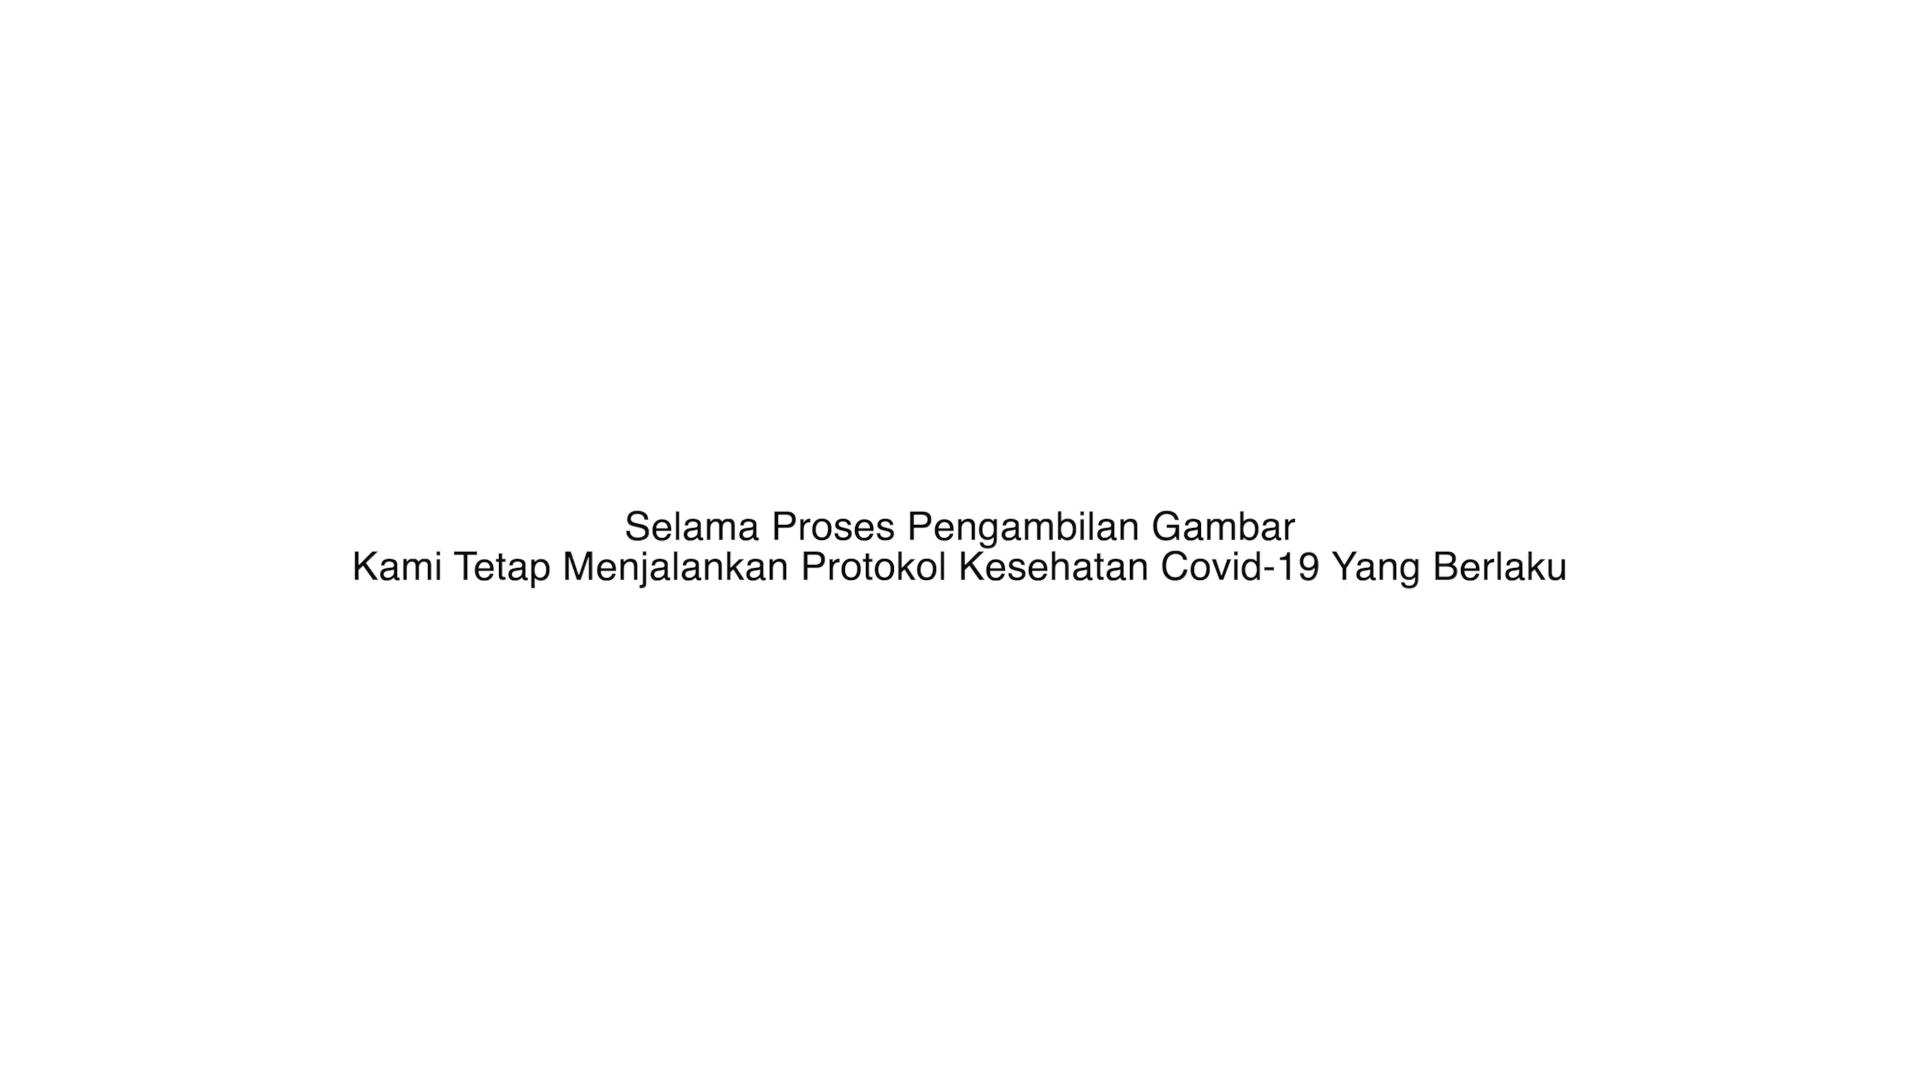 Selama Proses Pengambilan Gambar
Kami Tetap Menjalankan Protokol Kesehatan Covid-19 Yang Berlaku